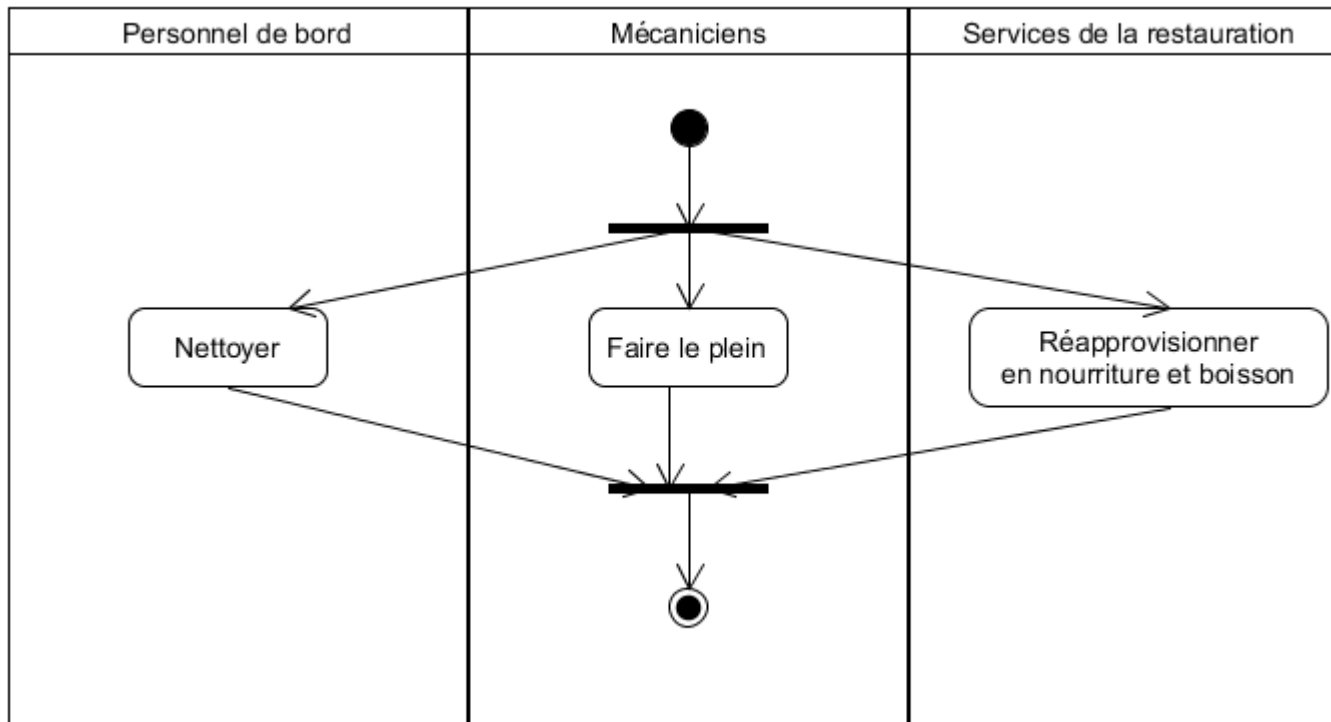 Personnel de bord
Mécaniciens
Services de la restauration
Nettoyer
Faire le plein
Réapprovisionner
en nourriture et boisson